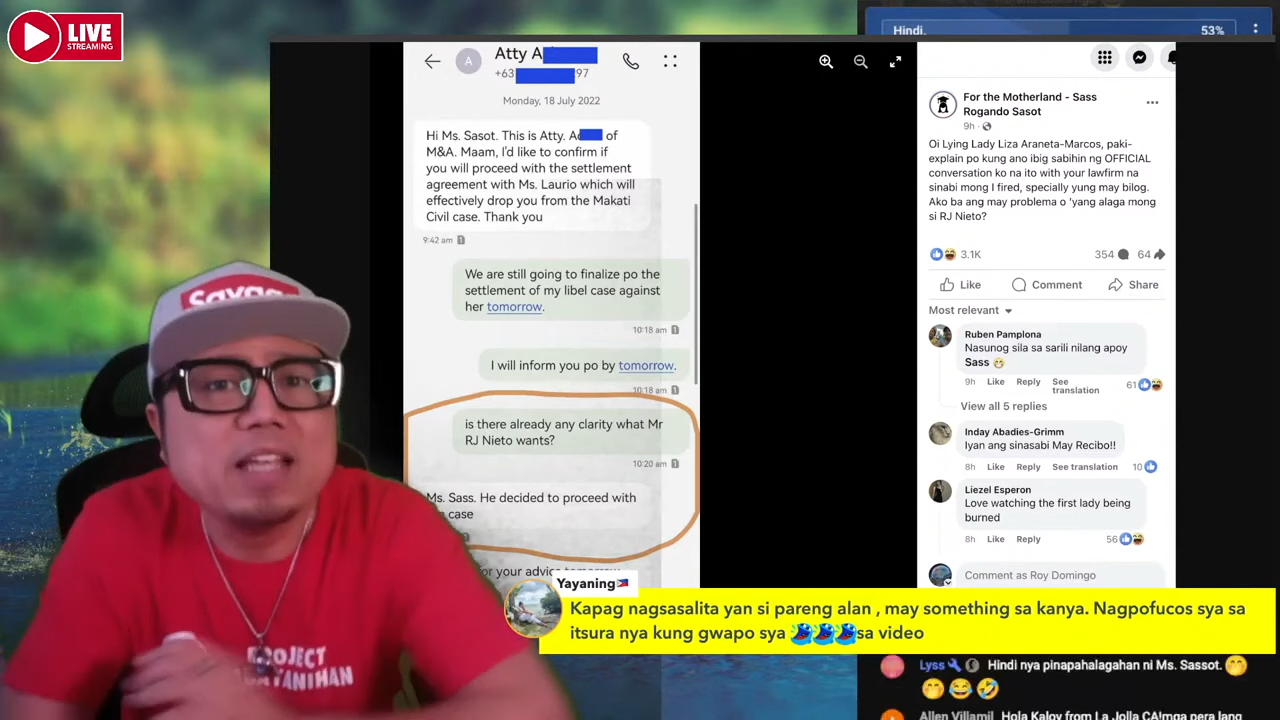 LIVE
STREAMING
Hindi.
53%
Atty A
+63
97
Monday, 18 July 2022
Hi Ms. Sasot. This is Atty. A of
M&A. Maam, I'd like to confirm if
you will proceed with the settlement
agreement with Ms. Laurio which will
effectively drop you from the Makati
Civil case. Thank you
9:42 am
We are still going to finalize po the
settlement of my libel case against
her tomorrow.
10:18 am
I will inform you po by tomorrow.
10:18 am
is there already any clarity what Mr
RJ Nieto wants?
10:20 am
Ms. Sass. He decided to proceed with
case
for your advice tomorrow
For the Motherland - Sass
Rogando Sasot
9h
Oi Lying Lady Liza Araneta-Marcos, paki-
explain po kung ano ibig sabihin ng OFFICIAL
conversation ko na ito with your lawfirm na
sinabi mong I fired, specially yung may bilog.
Ako ba ang may problema o 'yang alaga mong
si RJ Nieto?
3.1K
354
64
Like
Comment
Share
Most relevant
Ruben Pamplona
Nasunog sila sa sarili nilang apoy
Sass 😁
9h Like Reply See translation 61
View all 5 replies
Inday Abadies-Grimm
Iyan ang sinasabi May Recibo!!
8h Like Reply See translation 10
Liezel Esperon
Love watching the first lady being
burned
8h Like Reply 56
Comment as Roy Domingo
Savage
Yayaning🇵🇭
Kapag nagsasalita yan si pareng alan , may something sa kanya. Nagpofucos sya sa
itsura nya kung gwapo sya sa video
Lyss Hindi nya pinapahalagahan ni Ms. Sassot. 🤭
🤭😂🤣
Allen Villamil Hola Kaloy from La Jolla CA!mga pera lang